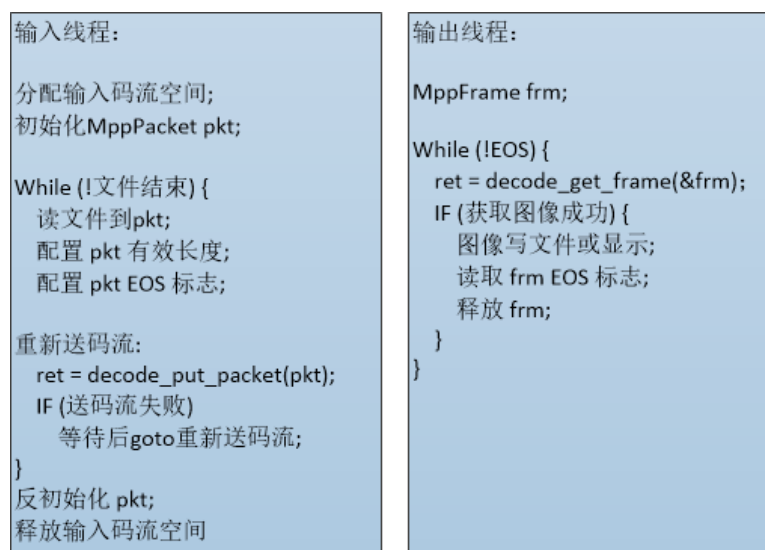 输入线程:
分配输入码流空间;
初始化MppPacket pkt;
While (!文件结束) {
读文件到pkt;
配置 pkt 有效长度;
配置 pkt EOS 标志;
重新送码流:
ret = decode_put_packet(pkt);
IF (送码流失败)
等待后goto重新送码流;
}
反初始化 pkt;
释放输入码流空间
输出线程:
MppFrame frm;
While (!EOS) {
ret = decode_get_frame(&frm);
IF (获取图像成功) {
图像写文件或显示;
读取 frm EOS 标志;
释放 frm;
}
}